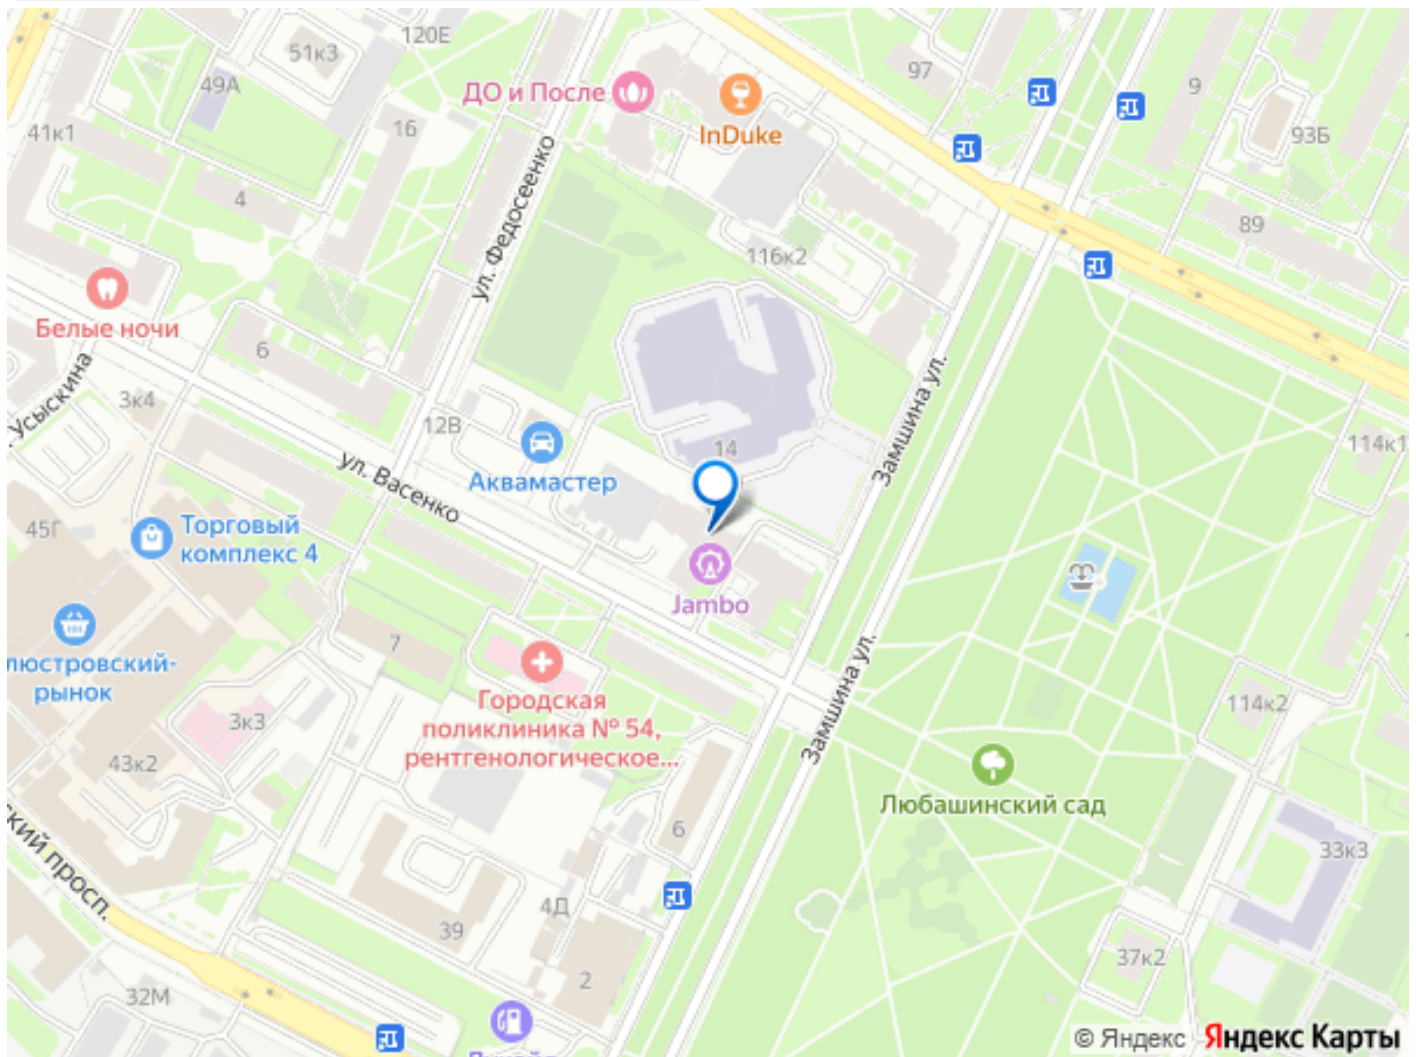 120Е
51к3
49А
97
9
ДО и После
InDuke
41к1
16
93Б
4
ул. Федосеенко
89
116к2
Белые ночи
6
Усыскина
3к4
12В
Замшина ул.
114к1
14
ул. Васенко
Аквамастер
45Г
Торговый
комплекс 4
Jambo
люстровский-
рынок
7
Городская
поликлиника № 54,
рентгенологическое...
3к3
43к2
Замшина ул.
114к2
Любашинский сад
6
33к3
ский просп.
4Д
39
37к2
2
32М
© Яндекс Яндекс Карты